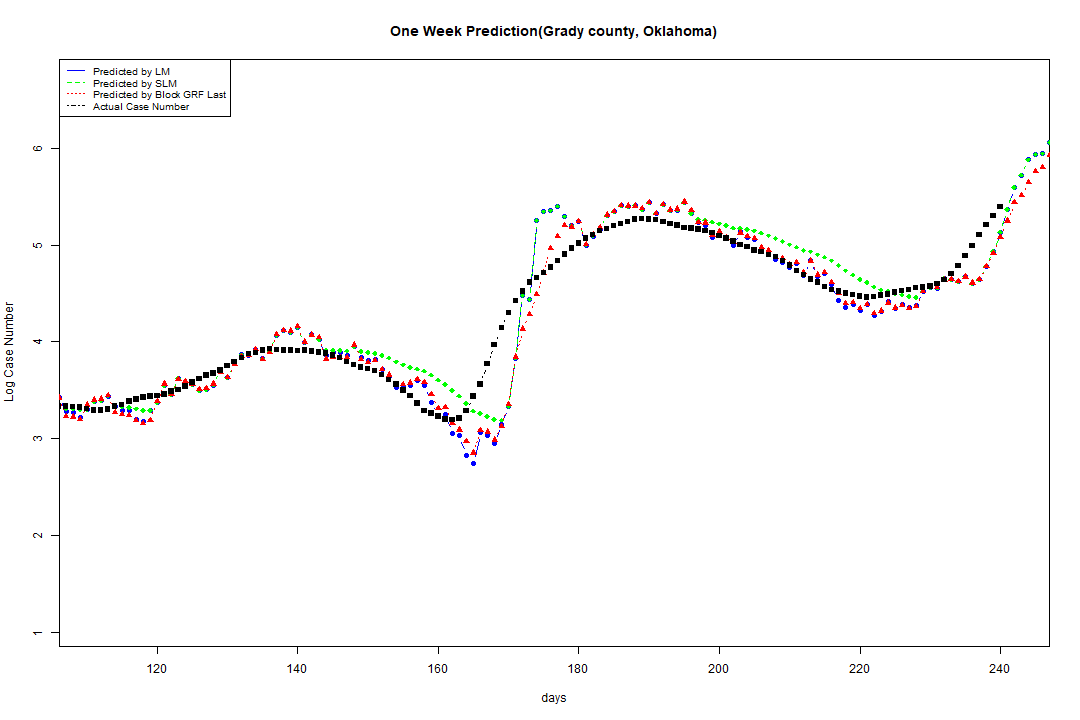 One Week Prediction(Grady county, Oklahoma)
Predicted by LM
Predicted by SLM
Predicted by Block GRF Last
Actual Case Number
Log Case Number
6
5
4
3
2
1
120 140 160 180 200 220 240
days